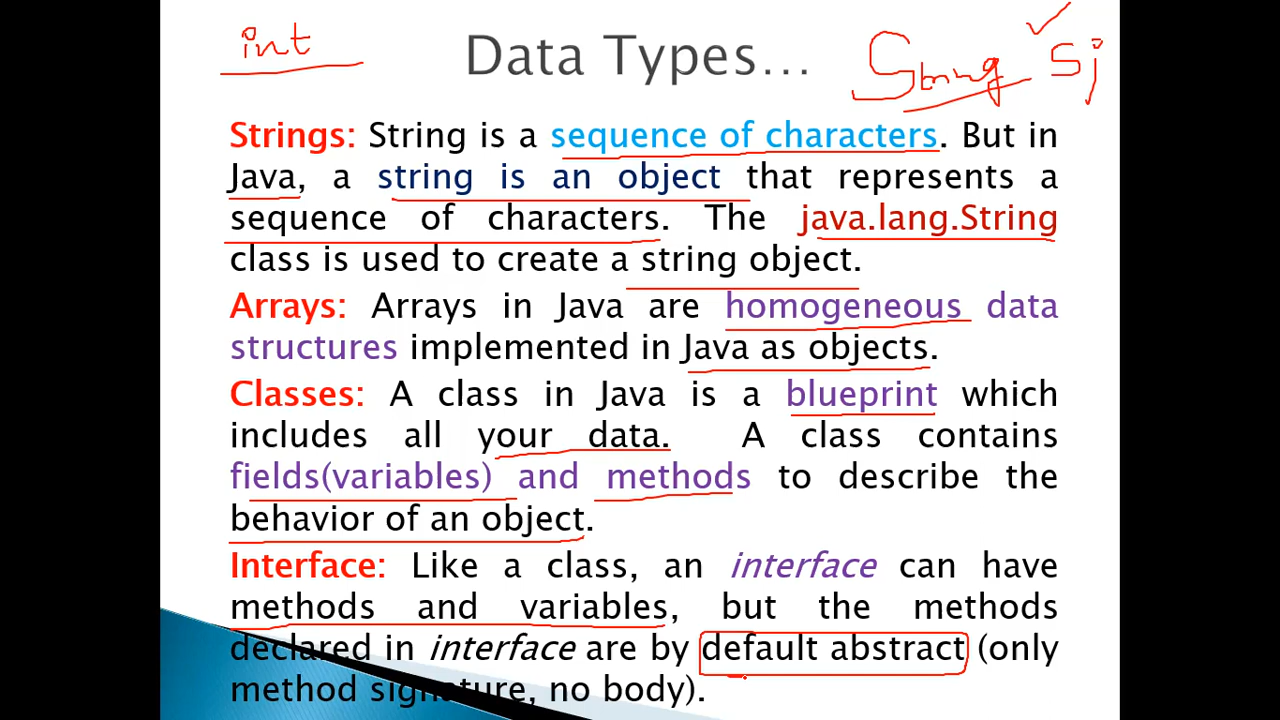 int
Data Types...
String Sj
Strings: String is a sequence of characters. But in
Java, a string is an object that represents a
sequence of characters. The java.lang.String
class is used to create a string object.
Arrays: Arrays in Java are homogeneous data
structures implemented in Java as objects.
Classes: A class in Java is a blueprint which
includes all your data. A class contains
fields(variables) and methods to describe the
behavior of an object.
Interface: Like a class, an interface can have
methods and variables, but the methods
declared in interface are by default abstract (only
method signature, no body).